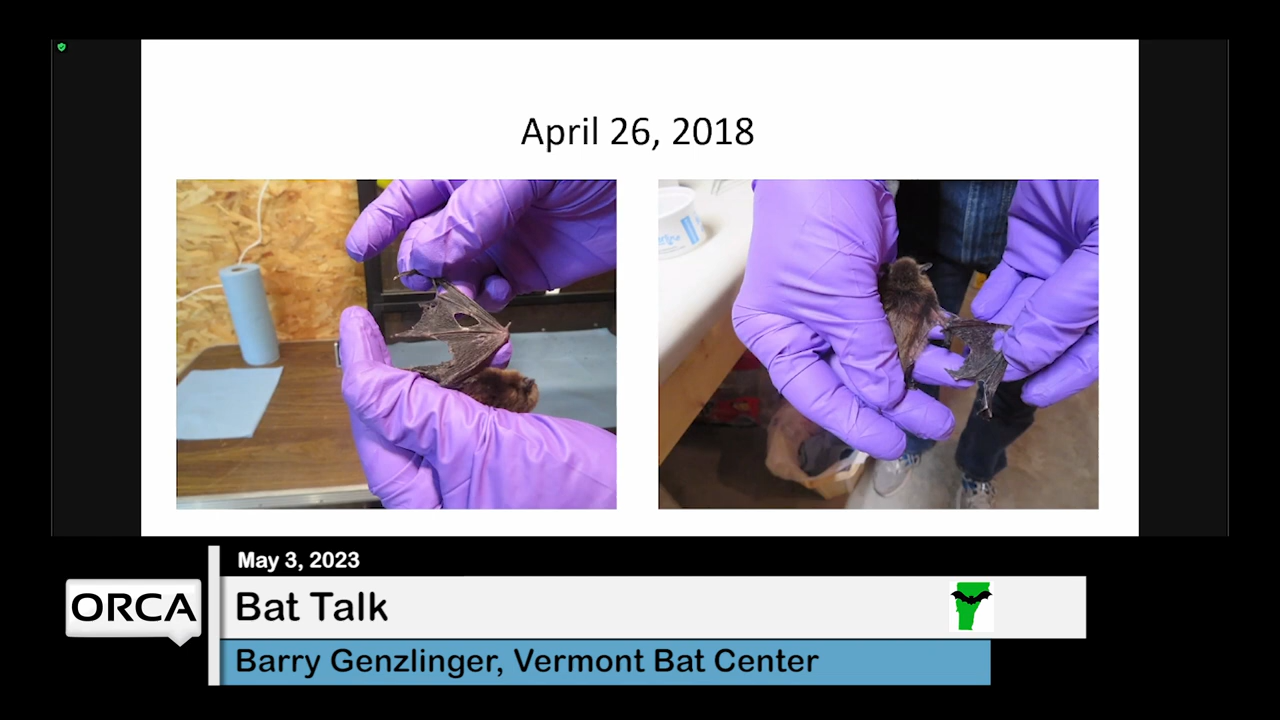 April 26, 2018
May 3, 2023
ORCA
Bat Talk
Barry Genzlinger, Vermont Bat Center